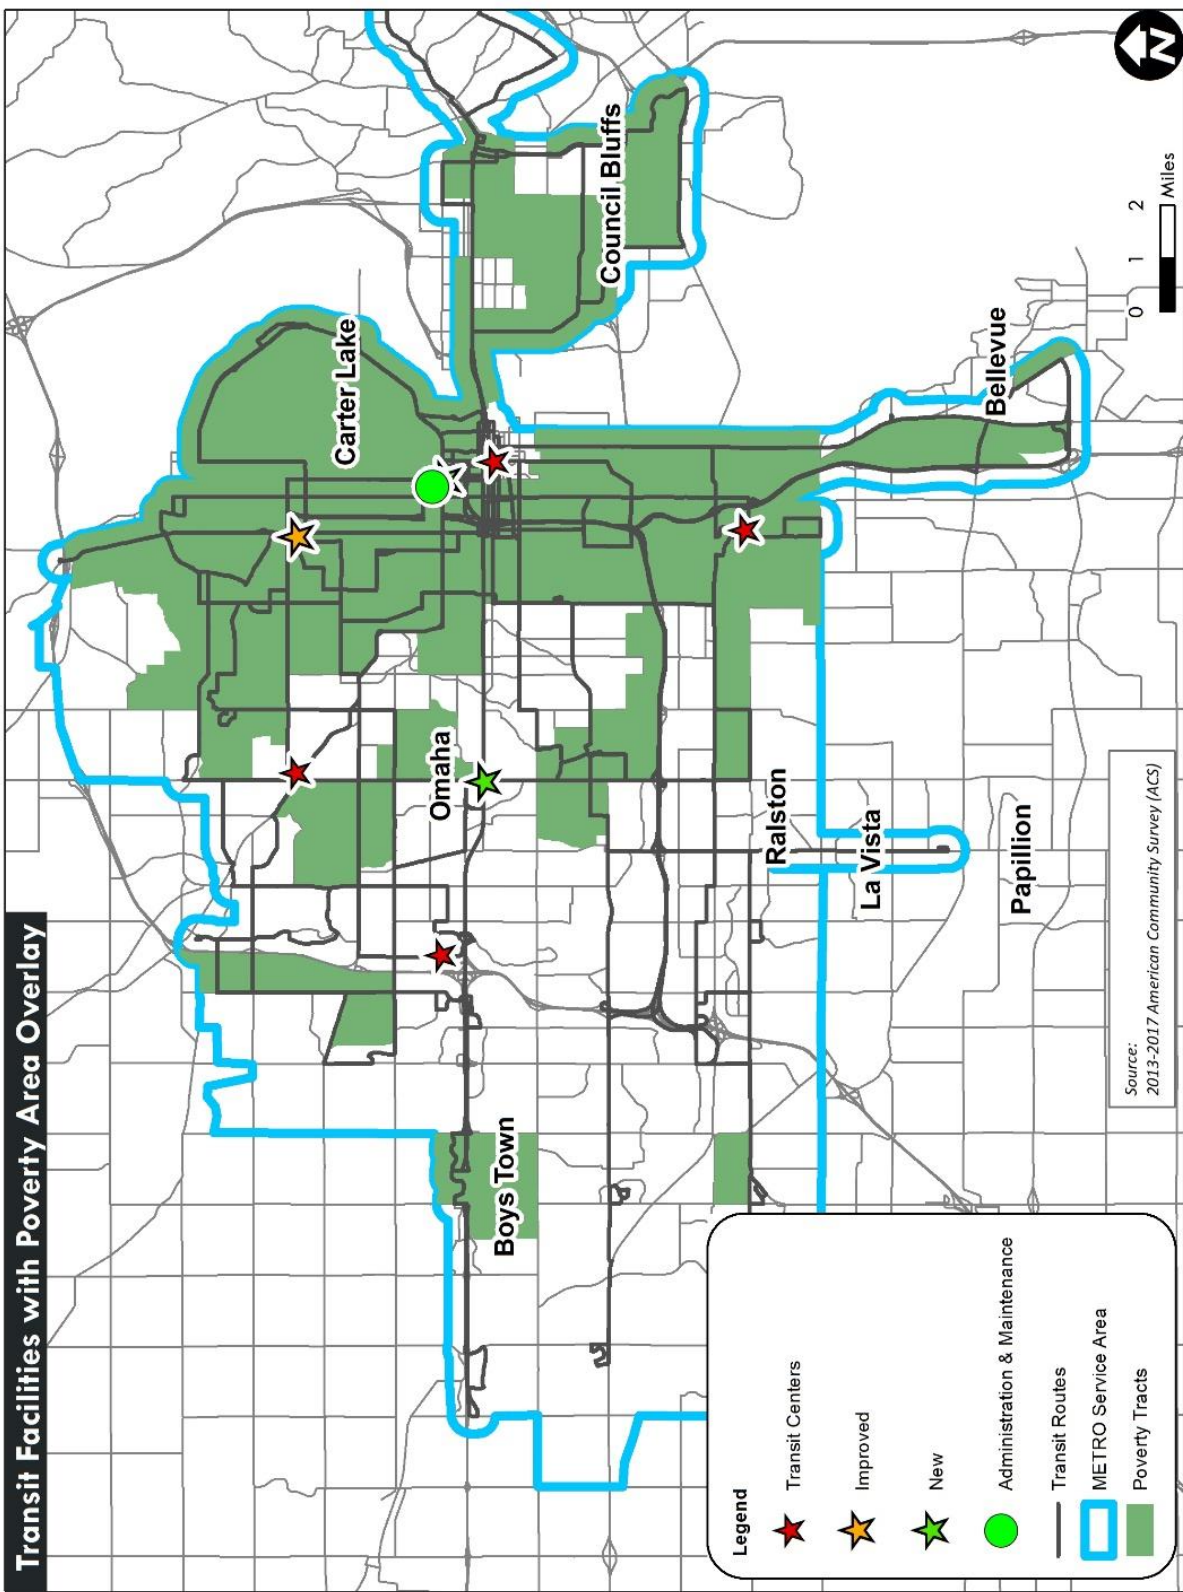 Transit Facilities with Poverty Area Overlay
N
Carter Lake
Council Bluffs
Omaha
Boys Town
Bellevue
Ralston
La Vista
Papillion
0 1 2
Miles
Legend
Transit Centers
Improved
New
Administration & Maintenance
Transit Routes
METRO Service Area
Poverty Tracts
Source:
2013-2017 American Community Survey (ACS)